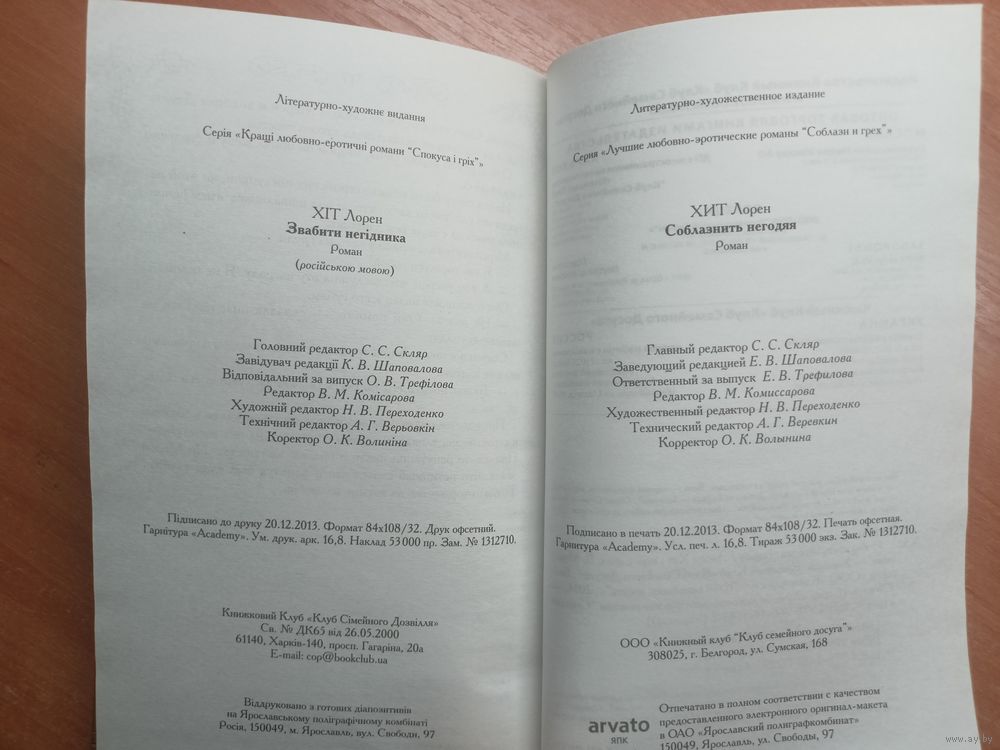 Літературно-художнє видання
Серія «Кращі любовно-еротичні романи “Спокуса і гріх”»
ХІТ Лорен
Звабити негідника
Роман
(російською мовою)
Головний редактор С. С. Скляр
Завідувач редакції К. В. Шаповалова
Відповідальний за випуск О. В. Трефілова
Редактор В. М. Комісарова
Художній редактор Н. В. Переходенко
Технічний редактор А. Г. Верьовкін
Коректор О. К. Волиніна
Підписано до друку 20.12.2013. Формат 84х108/32. Друк офсетний.
Гарнітура «Academy». Ум. друк. арк. 16,8. Наклад 53 000 пр. Зам. № 1312710.
Книжковий Клуб «Клуб Сімейного Дозвілля»
Св. № ДК65 від 26.05.2000
61140, Харків-140, просп. Гагаріна, 20а
E-mail: cop@bookclub.ua
Віддруковано з готових діапозитивів
на Ярославському поліграфічному комбінаті
Росія, 150049, м. Ярославль, вул. Свободи, 97
Литературно-художественное издание
Серия «Лучшие любовно-эротические романы “Соблазн и грех”»
ХИТ Лорен
Соблазнить негодяя
Роман
Главный редактор С. С. Скляр
Заведующий редакцией Е. В. Шаповалова
Ответственный за выпуск Е. В. Трефилова
Редактор В. М. Комиссарова
Художественный редактор Н. В. Переходенко
Технический редактор А. Г. Веревкин
Корректор О. К. Волынина
Подписано в печать 20.12.2013. Формат 84х108/32. Печать офсетная.
Гарнитура «Academy». Усл. печ. л. 16,8. Тираж 53 000 экз. Зак. № 1312710.
ООО «Книжный клуб “Клуб семейного досуга”»
308025, г. Белгород, ул. Сумская, 168
arvato
ЯПК
Отпечатано в полном соответствии с качеством
предоставленного электронного оригинал-макета
в ОАО «Ярославский полиграфкомбинат»
150049, Ярославль, ул. Свободы, 97
www.ay.by